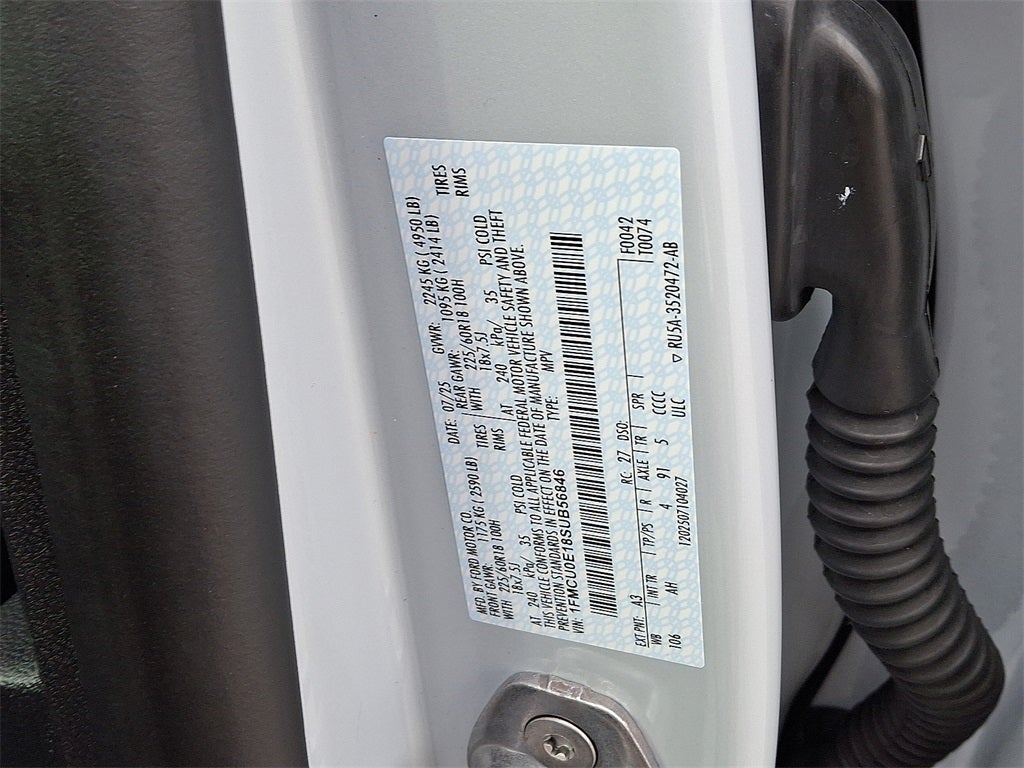 MFD. BY FORD MOTOR CO. DATE: 07/25 GVWR: 2245 KG ( 4950 LB)
FRONT GAWR: 1175 KG ( 2590 LB) REAR GAWR: 1095 KG ( 2414 LB)
WITH 225/60R18 100H TIRES WITH 225/60R18 100H TIRES
18x7.5J RIMS 18x7.5J RIMS
AT 240 kPa/ 35 PSI COLD AT 240 kPa/ 35 PSI COLD
THIS VEHICLE CONFORMS TO ALL APPLICABLE FEDERAL MOTOR VEHICLE SAFETY AND THEFT
PREVENTION STANDARDS IN EFFECT ON THE DATE OF MANUFACTURE SHOWN ABOVE.
VIN: 1FMCU0E18SUB56846 TYPE: MPV
F0042
T0074
EXT PNT: A3 RC: 27 DSO:
WB INT TR TP/PS R AXLE TR SPR
106 AH 4 91 5 CCCC
1202507104027 ULC
▽ RU5A-3520472-AB